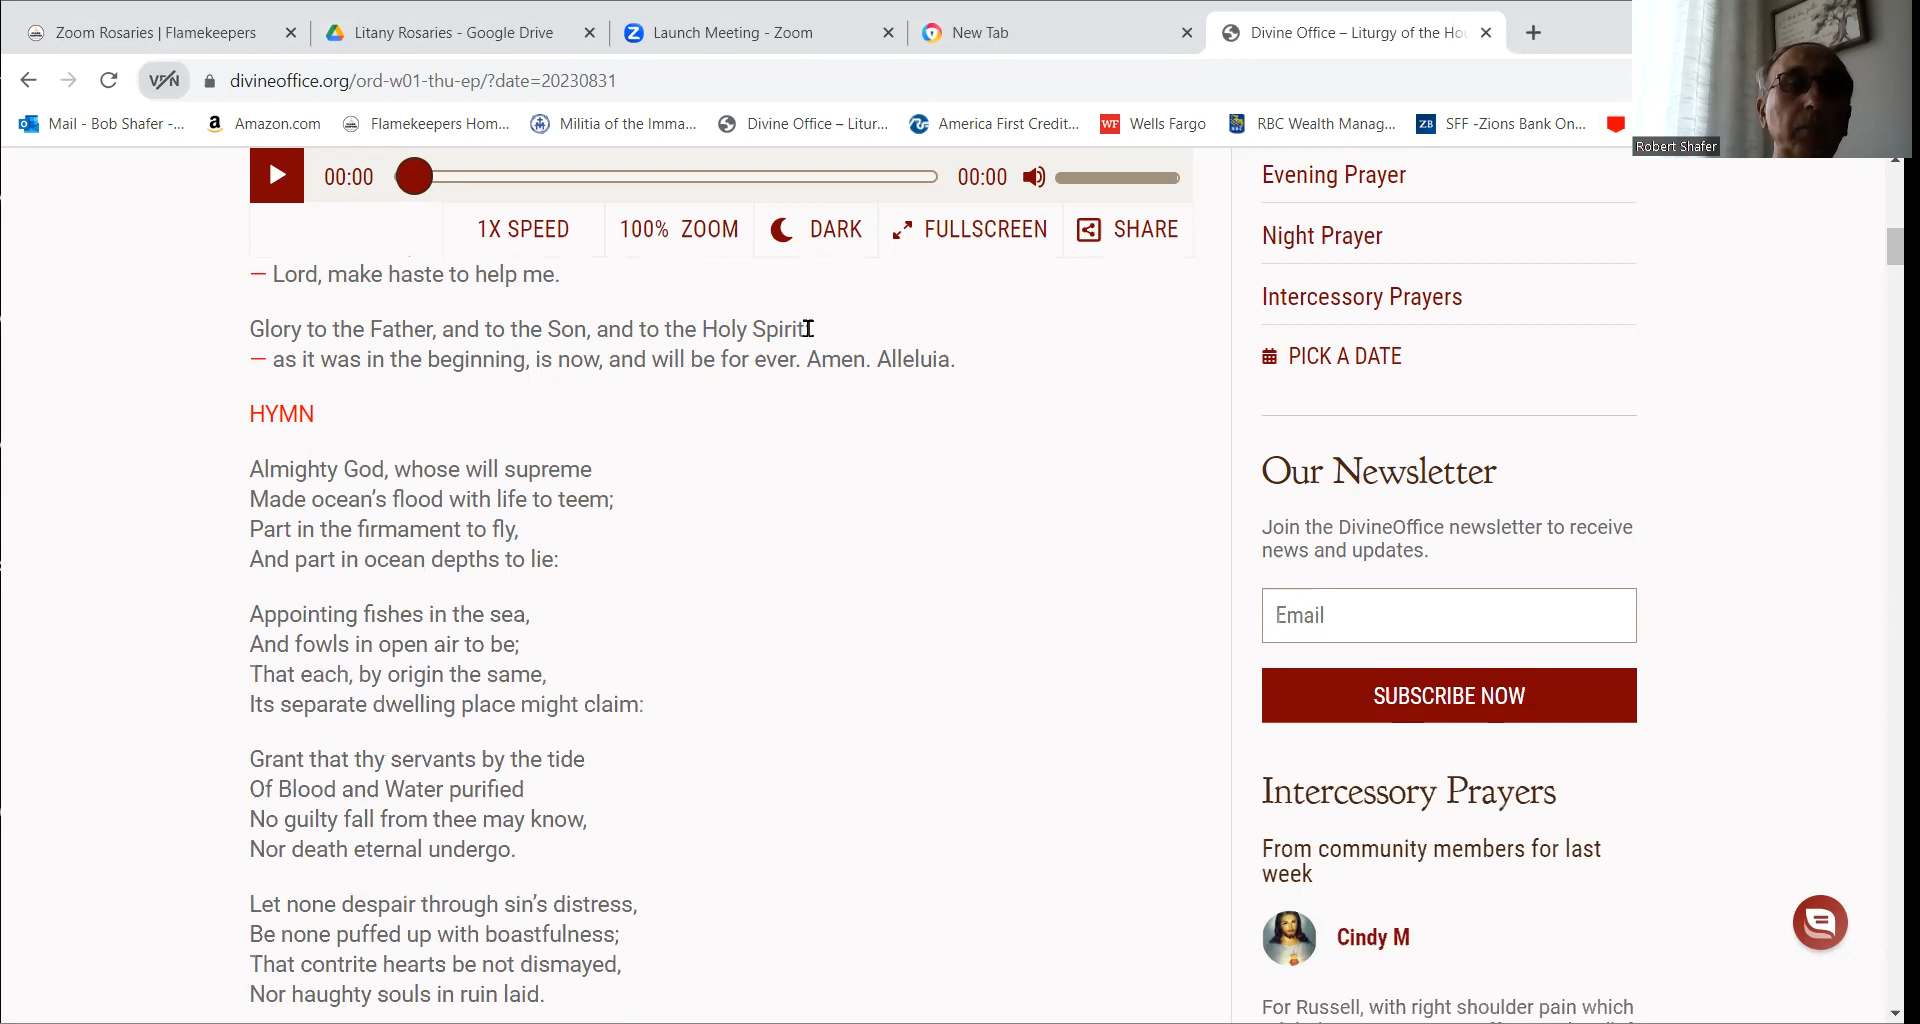 Zoom Rosaries | Flamekeepers
Litany Rosaries - Google Drive
Launch Meeting - Zoom
New Tab
Divine Office – Liturgy of the Ho
divineoffice.org/ord-w01-thu-ep/?date=20230831
Mail - Bob Shafer -...
Amazon.com
Flamekeepers Hom...
Militia of the Imma...
Divine Office – Litur...
America First Credit...
WF Wells Fargo
RBC Wealth Manag...
ZB SFF -Zions Bank On...
Robert Shafer
00:00
00:00
1X SPEED
100% ZOOM
DARK
FULLSCREEN
SHARE
— Lord, make haste to help me.
Glory to the Father, and to the Son, and to the Holy Spirit
— as it was in the beginning, is now, and will be for ever. Amen. Alleluia.
HYMN
Almighty God, whose will supreme
Made ocean’s flood with life to teem;
Part in the firmament to fly,
And part in ocean depths to lie:
Appointing fishes in the sea,
And fowls in open air to be;
That each, by origin the same,
Its separate dwelling place might claim:
Grant that thy servants by the tide
Of Blood and Water purified
No guilty fall from thee may know,
Nor death eternal undergo.
Let none despair through sin’s distress,
Be none puffed up with boastfulness;
That contrite hearts be not dismayed,
Nor haughty souls in ruin laid.
Evening Prayer
Night Prayer
Intercessory Prayers
PICK A DATE
Our Newsletter
Join the DivineOffice newsletter to receive
news and updates.
Email
SUBSCRIBE NOW
Intercessory Prayers
From community members for last
week
Cindy M
For Russell, with right shoulder pain which